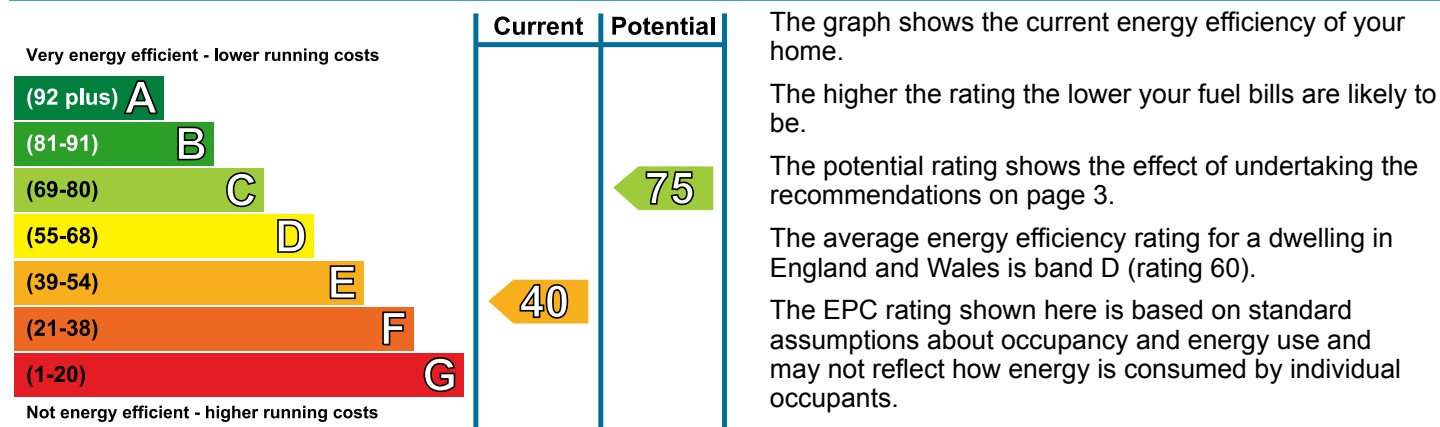 Current Potential
Very energy efficient - lower running costs
(92 plus) A
(81-91) B
(69-80) C
75
(55-68) D
(39-54) E
40
(21-38) F
(1-20) G
Not energy efficient - higher running costs
The graph shows the current energy efficiency of your
home.
The higher the rating the lower your fuel bills are likely to
be.
The potential rating shows the effect of undertaking the
recommendations on page 3.
The average energy efficiency rating for a dwelling in
England and Wales is band D (rating 60).
The EPC rating shown here is based on standard
assumptions about occupancy and energy use and
may not reflect how energy is consumed by individual
occupants.